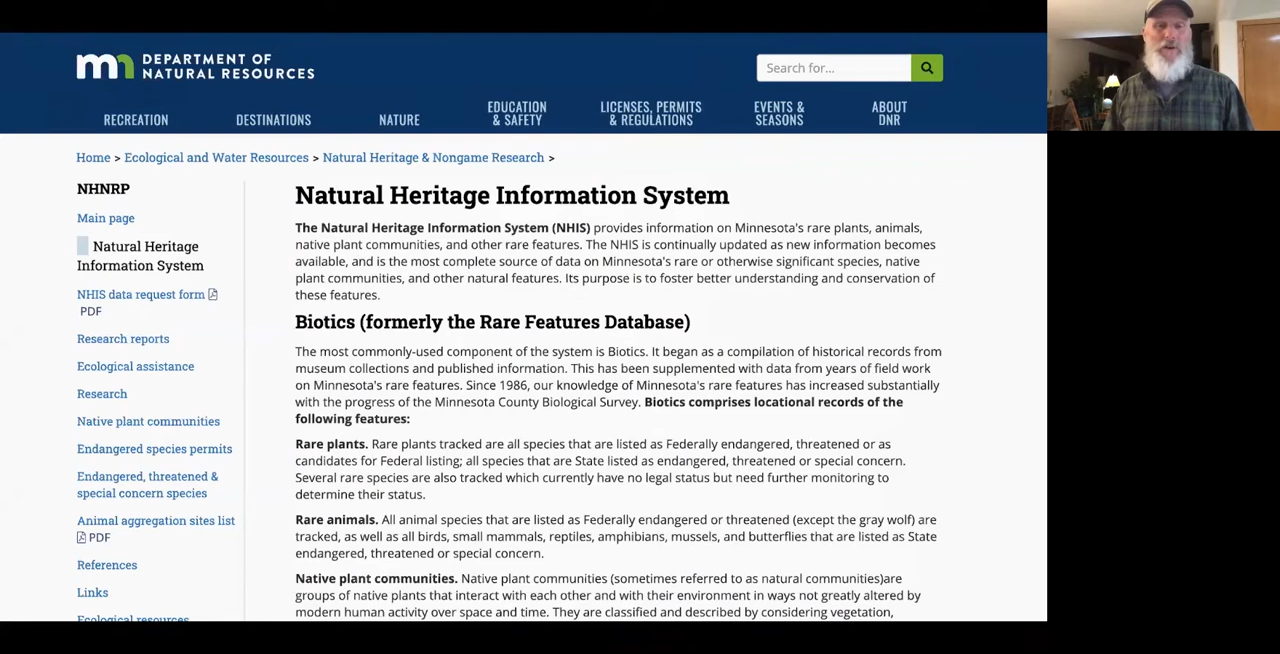 mn DEPARTMENT OF
NATURAL RESOURCES
Search for...
RECREATION
DESTINATIONS
NATURE
EDUCATION
& SAFETY
LICENSES, PERMITS
& REGULATIONS
EVENTS &
SEASONS
ABOUT
DNR
Home > Ecological and Water Resources > Natural Heritage & Nongame Research >
NHNRP
Main page
Natural Heritage
Information System
NHIS data request form
PDF
Research reports
Ecological assistance
Research
Native plant communities
Endangered species permits
Endangered, threatened &
special concern species
Animal aggregation sites list
PDF
References
Links
Ecological resources
Natural Heritage Information System
The Natural Heritage Information System (NHIS) provides information on Minnesota's rare plants, animals,
native plant communities, and other rare features. The NHIS is continually updated as new information becomes
available, and is the most complete source of data on Minnesota's rare or otherwise significant species, native
plant communities, and other natural features. Its purpose is to foster better understanding and conservation of
these features.
Biotics (formerly the Rare Features Database)
The most commonly-used component of the system is Biotics. It began as a compilation of historical records from
museum collections and published information. This has been supplemented with data from years of field work
on Minnesota's rare features. Since 1986, our knowledge of Minnesota's rare features has increased substantially
with the progress of the Minnesota County Biological Survey. Biotics comprises locational records of the
following features:
Rare plants. Rare plants tracked are all species that are listed as Federally endangered, threatened or as
candidates for Federal listing; all species that are State listed as endangered, threatened or special concern.
Several rare species are also tracked which currently have no legal status but need further monitoring to
determine their status.
Rare animals. All animal species that are listed as Federally endangered or threatened (except the gray wolf) are
tracked, as well as all birds, small mammals, reptiles, amphibians, mussels, and butterflies that are listed as State
endangered, threatened or special concern.
Native plant communities. Native plant communities (sometimes referred to as natural communities)are
groups of native plants that interact with each other and with their environment in ways not greatly altered by
modern human activity over space and time. They are classified and described by considering vegetation,